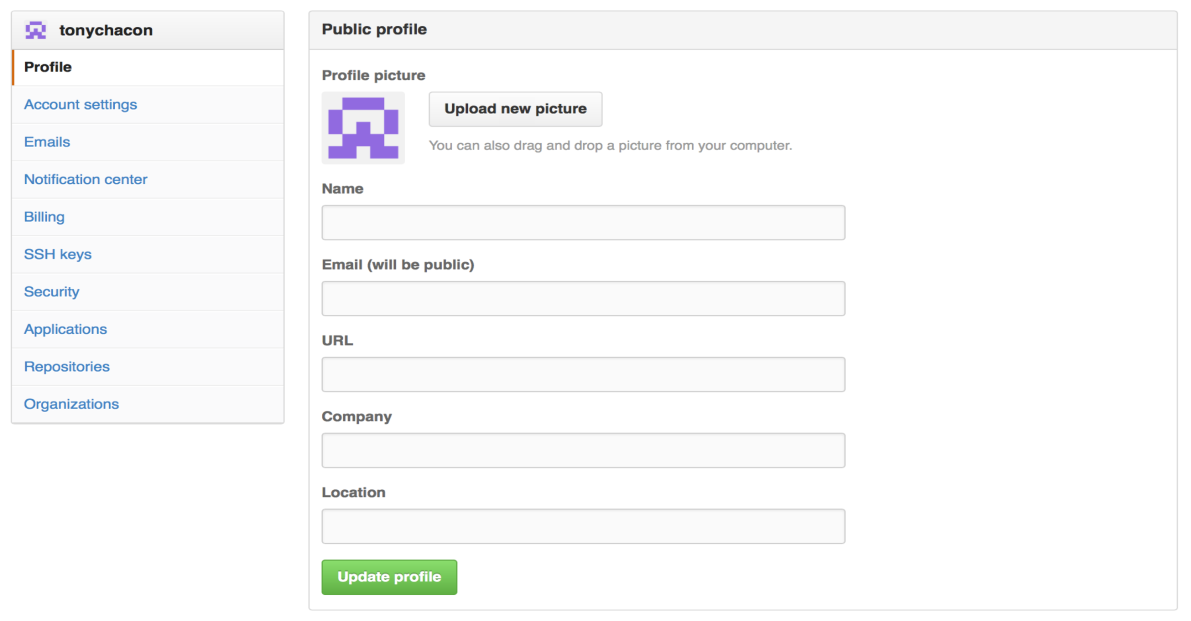 tonychacon
Profile
Account settings
Emails
Notification center
Billing
SSH keys
Security
Applications
Repositories
Organizations
Public profile
Profile picture
Upload new picture
You can also drag and drop a picture from your computer.
Name
Email (will be public)
URL
Company
Location
Update profile